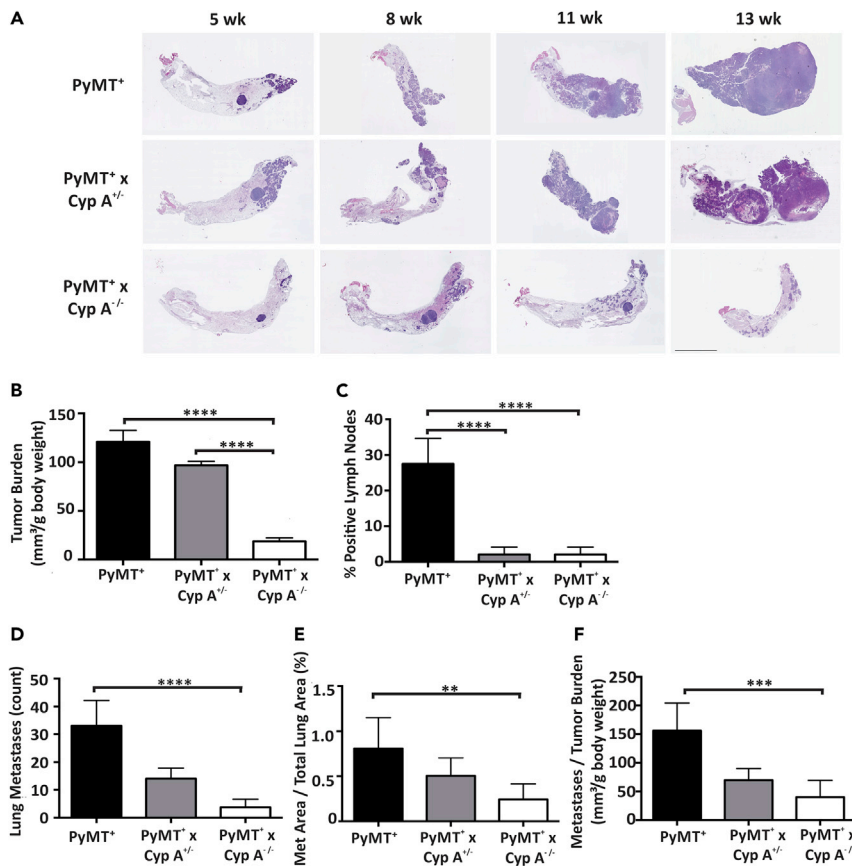 A
5 wk
8 wk
11 wk
13 wk
PyMT⁺
PyMT⁺ x
Cyp A⁺/⁻
PyMT⁺ x
Cyp A⁻/⁻
B
Tumor Burden
(mm³/g body weight)
150
100
50
0
****
****
PyMT⁺
PyMT⁺ x
Cyp A⁺/⁻
PyMT⁺ x
Cyp A⁻/⁻
C
% Positive Lymph Nodes
40
30
20
10
0
****
****
PyMT⁺
PyMT⁺ x
Cyp A⁺/⁻
PyMT⁺ x
Cyp A⁻/⁻
D
Lung Metastases (count)
50
40
30
20
10
0
****
PyMT⁺
PyMT⁺ x
Cyp A⁺/⁻
PyMT⁺ x
Cyp A⁻/⁻
E
Met Area / Total Lung Area (%)
1.5
1.0
0.5
0
**
PyMT⁺
PyMT⁺ x
Cyp A⁺/⁻
PyMT⁺ x
Cyp A⁻/⁻
F
Metastases / Tumor Burden
(mm³/g body weight)
250
200
150
100
50
0
***
PyMT⁺
PyMT⁺ x
Cyp A⁺/⁻
PyMT⁺ x
Cyp A⁻/⁻